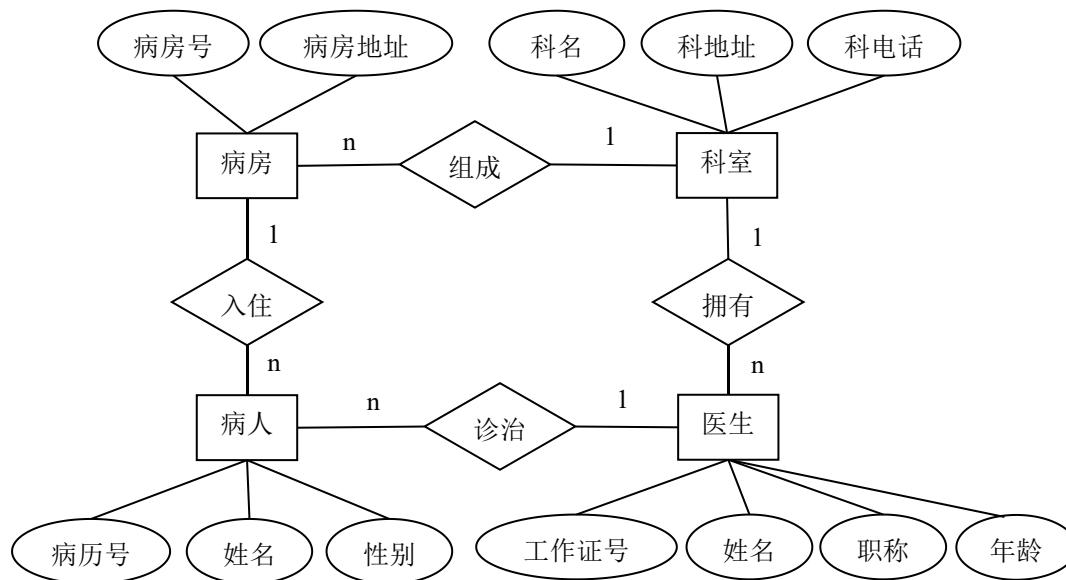 病房号 病房地址 科名 科地址 科电话
病房 n 组成 1 科室
1 1
入住 拥有
n n
病人 n 诊治 1 医生
病历号 姓名 性别 工作证号 姓名 职称 年龄